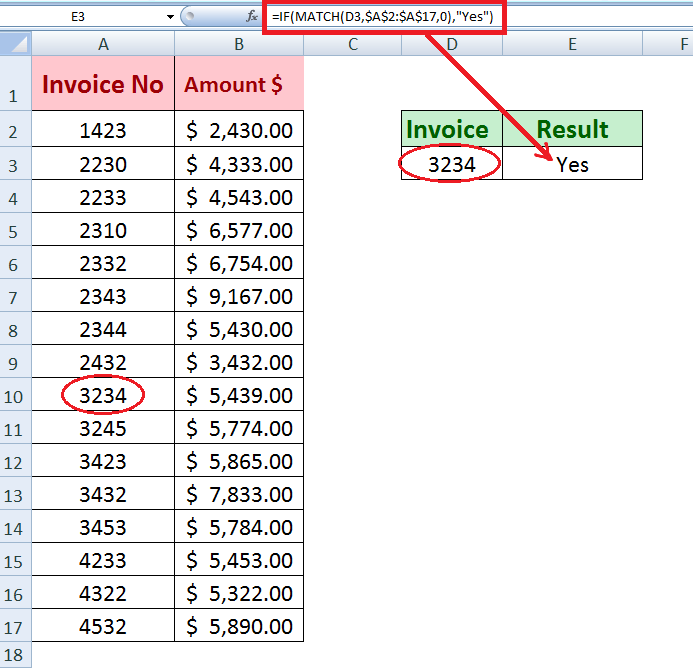 E3 fx =IF(MATCH(D3,$A$2:$A$17,0),"Yes")
A B C D E F
1 Invoice No Amount $
2 1423 $ 2,430.00 Invoice Result
3 2230 $ 4,333.00 3234 Yes
4 2233 $ 4,543.00
5 2310 $ 6,577.00
6 2332 $ 6,754.00
7 2343 $ 9,167.00
8 2344 $ 5,430.00
9 2432 $ 3,432.00
10 3234 $ 5,439.00
11 3245 $ 5,774.00
12 3423 $ 5,865.00
13 3432 $ 7,833.00
14 3453 $ 5,784.00
15 4233 $ 5,453.00
16 4322 $ 5,322.00
17 4532 $ 5,890.00
18